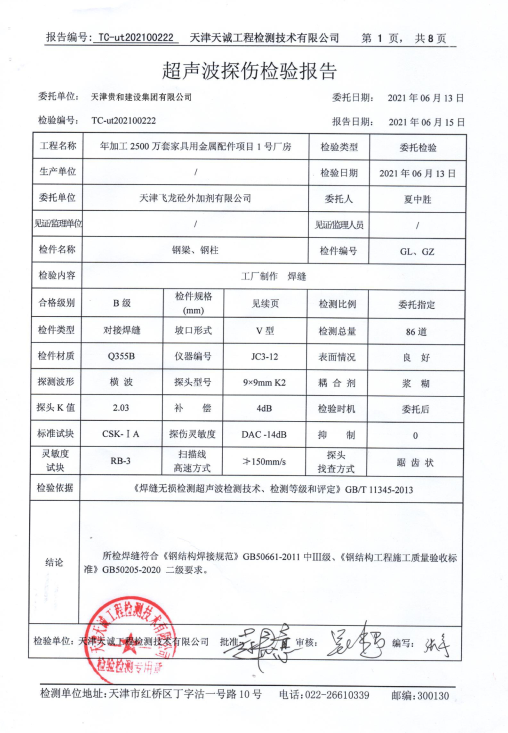 报告编号: TC-ut202100222 天津天诚工程检测技术有限公司 第 1 页, 共 8 页
超声波探伤检验报告
委托单位: 天津贵和建设集团有限公司 委托日期: 2021 年 06 月 13 日
检验编号: TC-ut202100222 报告日期: 2021 年 06 月 15 日
工程名称 年加工 2500 万套家具用金属配件项目 1 号厂房 检验类型 委托检验
生产单位 / 检验日期 2021 年 06 月 13 日
委托单位 天津飞龙砼外加剂有限公司 委托人 夏中胜
见证/监理单位 / 见证/监理人员 /
检件名称 钢梁、钢柱 检件编号 GL、GZ
检验内容 工厂制作 焊缝
合格级别 B 级 检件规格 (mm) 见续页 检测比例 委托指定
检件类型 对接焊缝 坡口形式 V 型 检测总量 86 道
检件材质 Q355B 仪器编号 JC3-12 表面情况 良 好
探测波形 横 波 探头型号 9×9mm K2 耦 合 剂 浆 糊
探头 K 值 2.03 补 偿 4dB 检验时机 委托后
标准试块 CSK-ⅠA 探伤灵敏度 DAC -14dB 抑 制 0
灵敏度试块 RB-3 扫描线高速方式 ≯150mm/s 探头找查方式 踞 齿 状
检验依据 《焊缝无损检测超声波检测技术、检测等级和评定》GB/T 11345-2013
结论 所检焊缝符合《钢结构焊接规范》GB50661-2011 中Ⅲ级、《钢结构工程施工质量验收标
准》GB50205-2020 二级要求。
检验单位: 天津天诚工程检测技术有限公司 批准: 审核: 编写:
检验检测专用章
检测单位地址:天津市红桥区丁字沽一号路 10 号 电话:022-26610339 邮编:300130